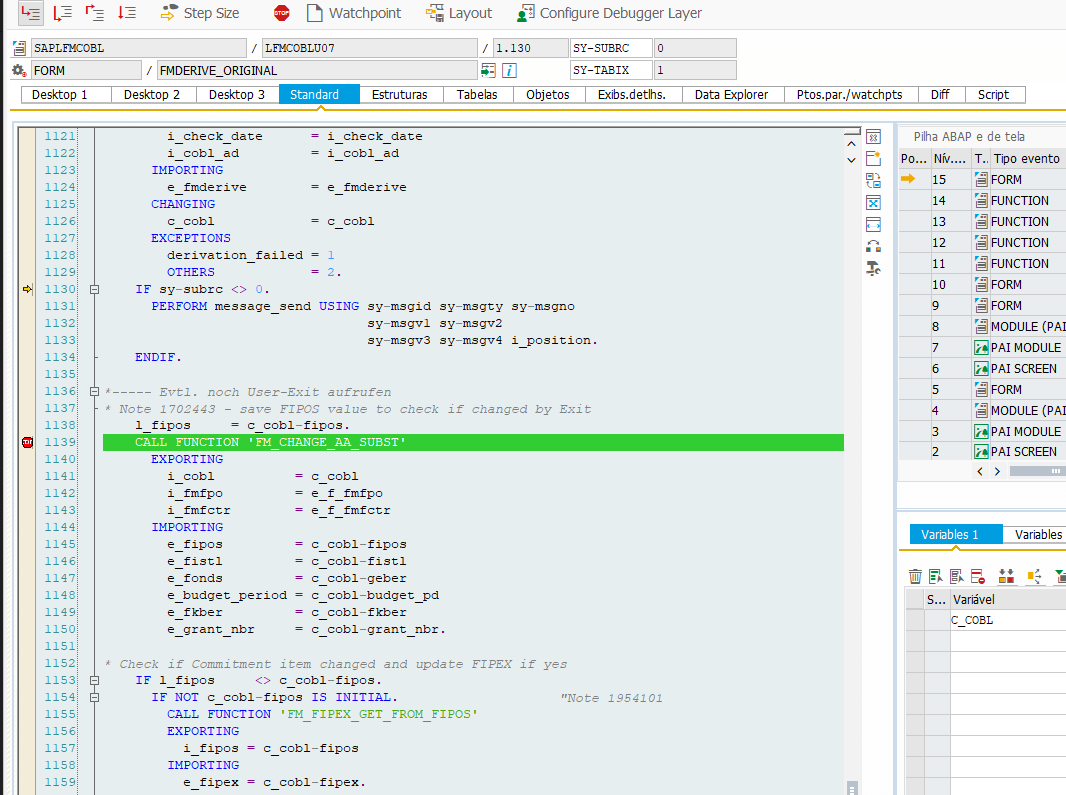 Step Size STOP Watchpoint Layout Configure Debugger Layer
SAPLFMCOBL / LFMCOBLU07 / 1.130 SY-SUBRC 0
FORM / FMDERIVE_ORIGINAL SY-TABIX 1
Desktop 1 Desktop 2 Desktop 3 Standard Estruturas Tabelas Objetos Exibs.detlhs. Data Explorer Ptos.par./watchpts Diff Script
1121 i_check_date = i_check_date
1122 i_cobl_ad = i_cobl_ad
1123 IMPORTING
1124 e_fmderive = e_fmderive
1125 CHANGING
1126 c_cobl = c_cobl
1127 EXCEPTIONS
1128 derivation_failed = 1
1129 OTHERS = 2.
1130 IF sy-subrc <> 0.
1131 PERFORM message_send USING sy-msgid sy-msgty sy-msgno
1132 sy-msgv1 sy-msgv2
1133 sy-msgv3 sy-msgv4 i_position.
1134 ENDIF.
1135
1136 *----- Evtl. noch User-Exit aufrufen
1137 * Note 1702443 - save FIPOS value to check if changed by Exit
1138 l_fipos = c_cobl-fipos.
1139 CALL FUNCTION 'FM_CHANGE_AA_SUBST'
1140 EXPORTING
1141 i_cobl = c_cobl
1142 i_fmfpo = e_f_fmfpo
1143 i_fmfctr = e_f_fmfctr
1144 IMPORTING
1145 e_fipos = c_cobl-fipos
1146 e_fistl = c_cobl-fistl
1147 e_fonds = c_cobl-geber
1148 e_budget_period = c_cobl-budget_pd
1149 e_fkber = c_cobl-fkber
1150 e_grant_nbr = c_cobl-grant_nbr.
1151
1152 * Check if Commitment item changed and update FIPEX if yes
1153 IF l_fipos <> c_cobl-fipos.
1154 IF NOT c_cobl-fipos IS INITIAL. "Note 1954101
1155 CALL FUNCTION 'FM_FIPEX_GET_FROM_FIPOS'
1156 EXPORTING
1157 i_fipos = c_cobl-fipos
1158 IMPORTING
1159 e_fipex = c_cobl-fipex.
Pilha ABAP e de tela
Po... Nív.... T.. Tipo evento
15 FORM
14 FUNCTION
13 FUNCTION
12 FUNCTION
11 FUNCTION
10 FORM
9 FORM
8 MODULE (PAI
7 PAI MODULE
6 PAI SCREEN
5 FORM
4 MODULE (PAI
3 PAI MODULE
2 PAI SCREEN
Variables 1 Variables
S... Variável
C_COBL